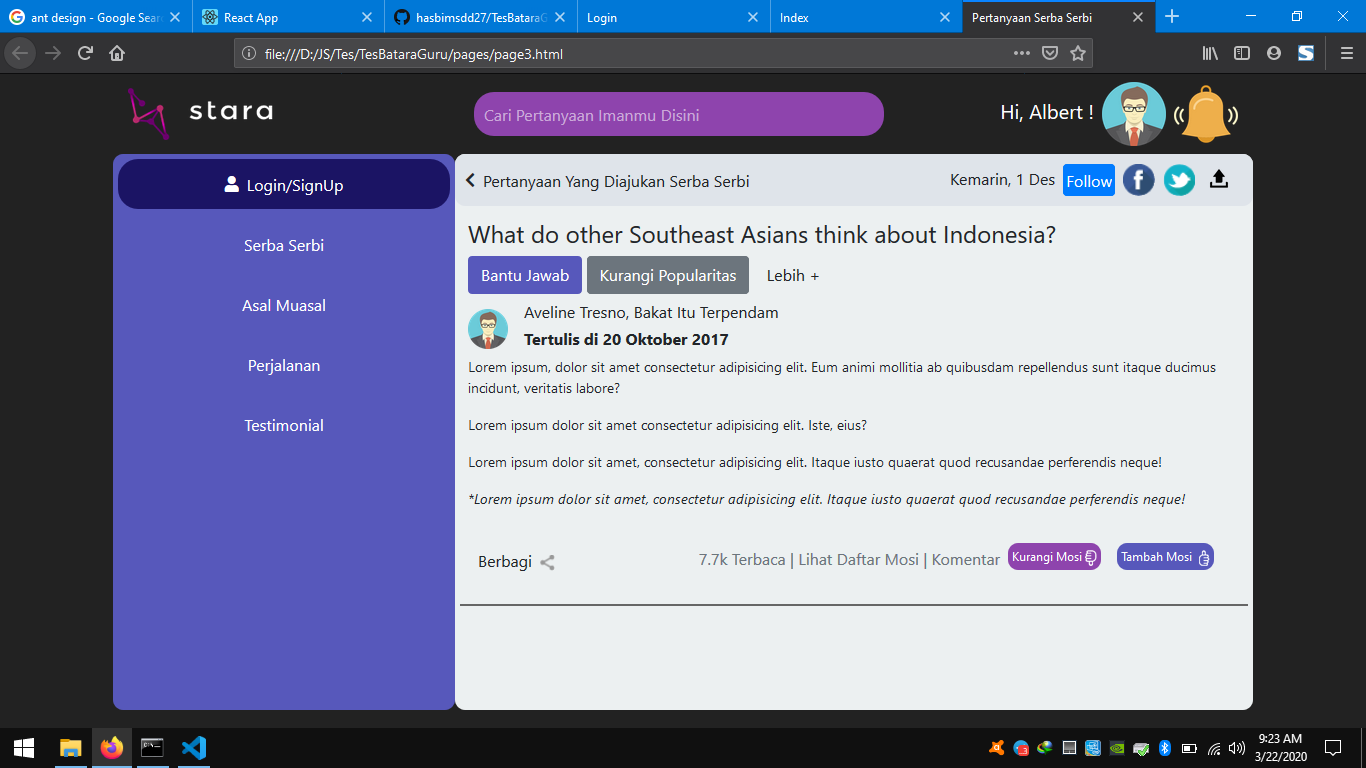 ant design - Google Sear
React App
hasbimsdd27/TesBataraG
Login
Index
Pertanyaan Serba Serbi
file:///D:/JS/Tes/TesBataraGuru/pages/page3.html
stara
Cari Pertanyaan Imanmu Disini
Hi, Albert !
Login/SignUp
Serba Serbi
Asal Muasal
Perjalanan
Testimonial
Pertanyaan Yang Diajukan Serba Serbi
Kemarin, 1 Des
Follow
What do other Southeast Asians think about Indonesia?
Bantu Jawab
Kurangi Popularitas
Lebih +
Aveline Tresno, Bakat Itu Terpendam
Tertulis di 20 Oktober 2017
Lorem ipsum, dolor sit amet consectetur adipisicing elit. Eum animi mollitia ab quibusdam repellendus sunt itaque ducimus
incidunt, veritatis labore?
Lorem ipsum dolor sit amet consectetur adipisicing elit. Iste, eius?
Lorem ipsum dolor sit amet, consectetur adipisicing elit. Itaque iusto quaerat quod recusandae perferendis neque!
*Lorem ipsum dolor sit amet, consectetur adipisicing elit. Itaque iusto quaerat quod recusandae perferendis neque!
Berbagi
7.7k Terbaca | Lihat Daftar Mosi | Komentar
Kurangi Mosi
Tambah Mosi
9:23 AM
3/22/2020